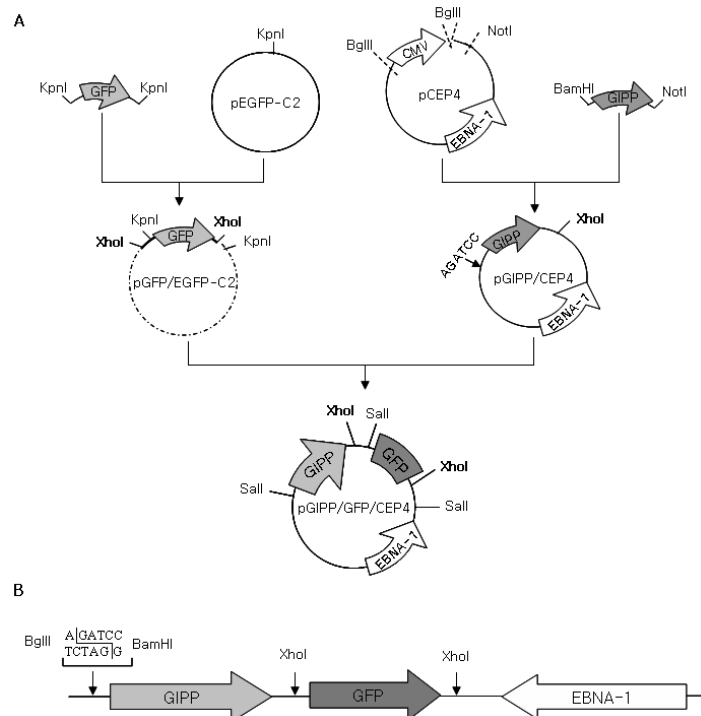 A
KpnI
GFP
KpnI
KpnI
pEGFP-C2
BglII
CMV
BglII
NotI
pCEP4
EBNA-1
BamHI
GIPP
NotI
XhoI
KpnI
GFP
XhoI
KpnI
pGFP/EGFP-C2
AGATCC
GIPP
XhoI
pGIPP/CEP4
EBNA-1
XhoI
SalI
GIPP
GFP
XhoI
SalI
SalI
pGIPP/GFP/CEP4
EBNA-1
B
BglII
A|GATCC
TCTAG|G
BamHI
XhoI
XhoI
GIPP
GFP
EBNA-1